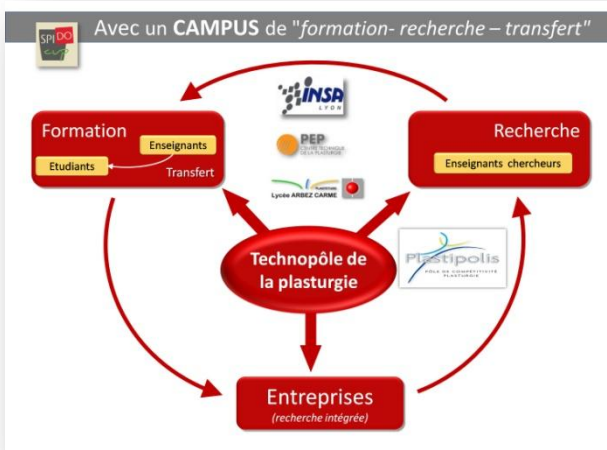 Avec un CAMPUS de "formation- recherche – transfert"
SPI DO
INSA
LYON
Formation
Enseignants
Etudiants
Transfert
PEP
CENTRE TECHNIQUE
DE LA PLASTURGIE
Lycée ARBEZ CARME
Recherche
Enseignants chercheurs
Technopôle de
la plasturgie
Plastipolis
PÔLE DE COMPÉTITIVITÉ
PLASTURGIE
Entreprises
(recherche intégrée)